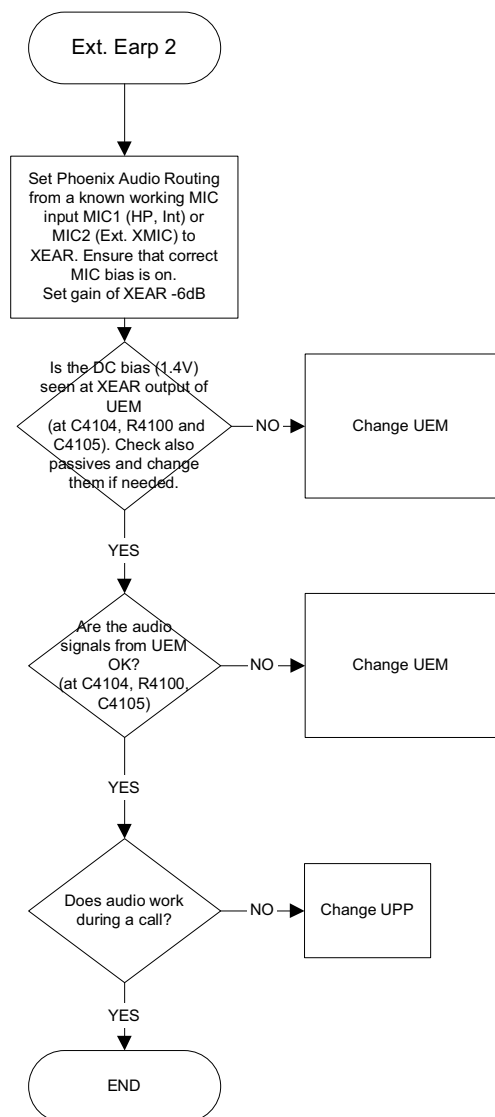 Ext. Earp 2
Set Phoenix Audio Routing
from a known working MIC
input MIC1 (HP, Int) or
MIC2 (Ext. XMIC) to
XEAR. Ensure that correct
MIC bias is on.
Set gain of XEAR -6dB
Is the DC bias (1.4V)
seen at XEAR output of
UEM
(at C4104, R4100 and
C4105). Check also
passives and change
them if needed.
NO
Change UEM
YES
Are the audio
signals from UEM
OK?
(at C4104, R4100,
C4105)
NO
Change UEM
YES
Does audio work
during a call?
NO
Change UPP
YES
END